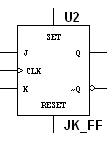 U2
SET
J Q
CLK
K ~Q
RESET
JK_FF